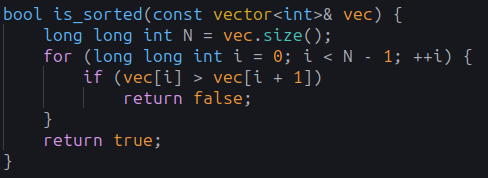 bool is_sorted(const vector<int>& vec) {
    long long int N = vec.size();
    for (long long int i = 0; i < N - 1; ++i) {
        if (vec[i] > vec[i + 1])
            return false;
    }
    return true;
}